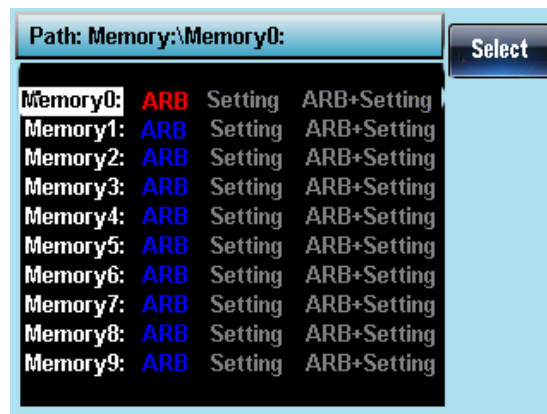 Path: Memory:\Memory0:
Select
Memory0: ARB Setting ARB+Setting
Memory1: ARB Setting ARB+Setting
Memory2: ARB Setting ARB+Setting
Memory3: ARB Setting ARB+Setting
Memory4: ARB Setting ARB+Setting
Memory5: ARB Setting ARB+Setting
Memory6: ARB Setting ARB+Setting
Memory7: ARB Setting ARB+Setting
Memory8: ARB Setting ARB+Setting
Memory9: ARB Setting ARB+Setting